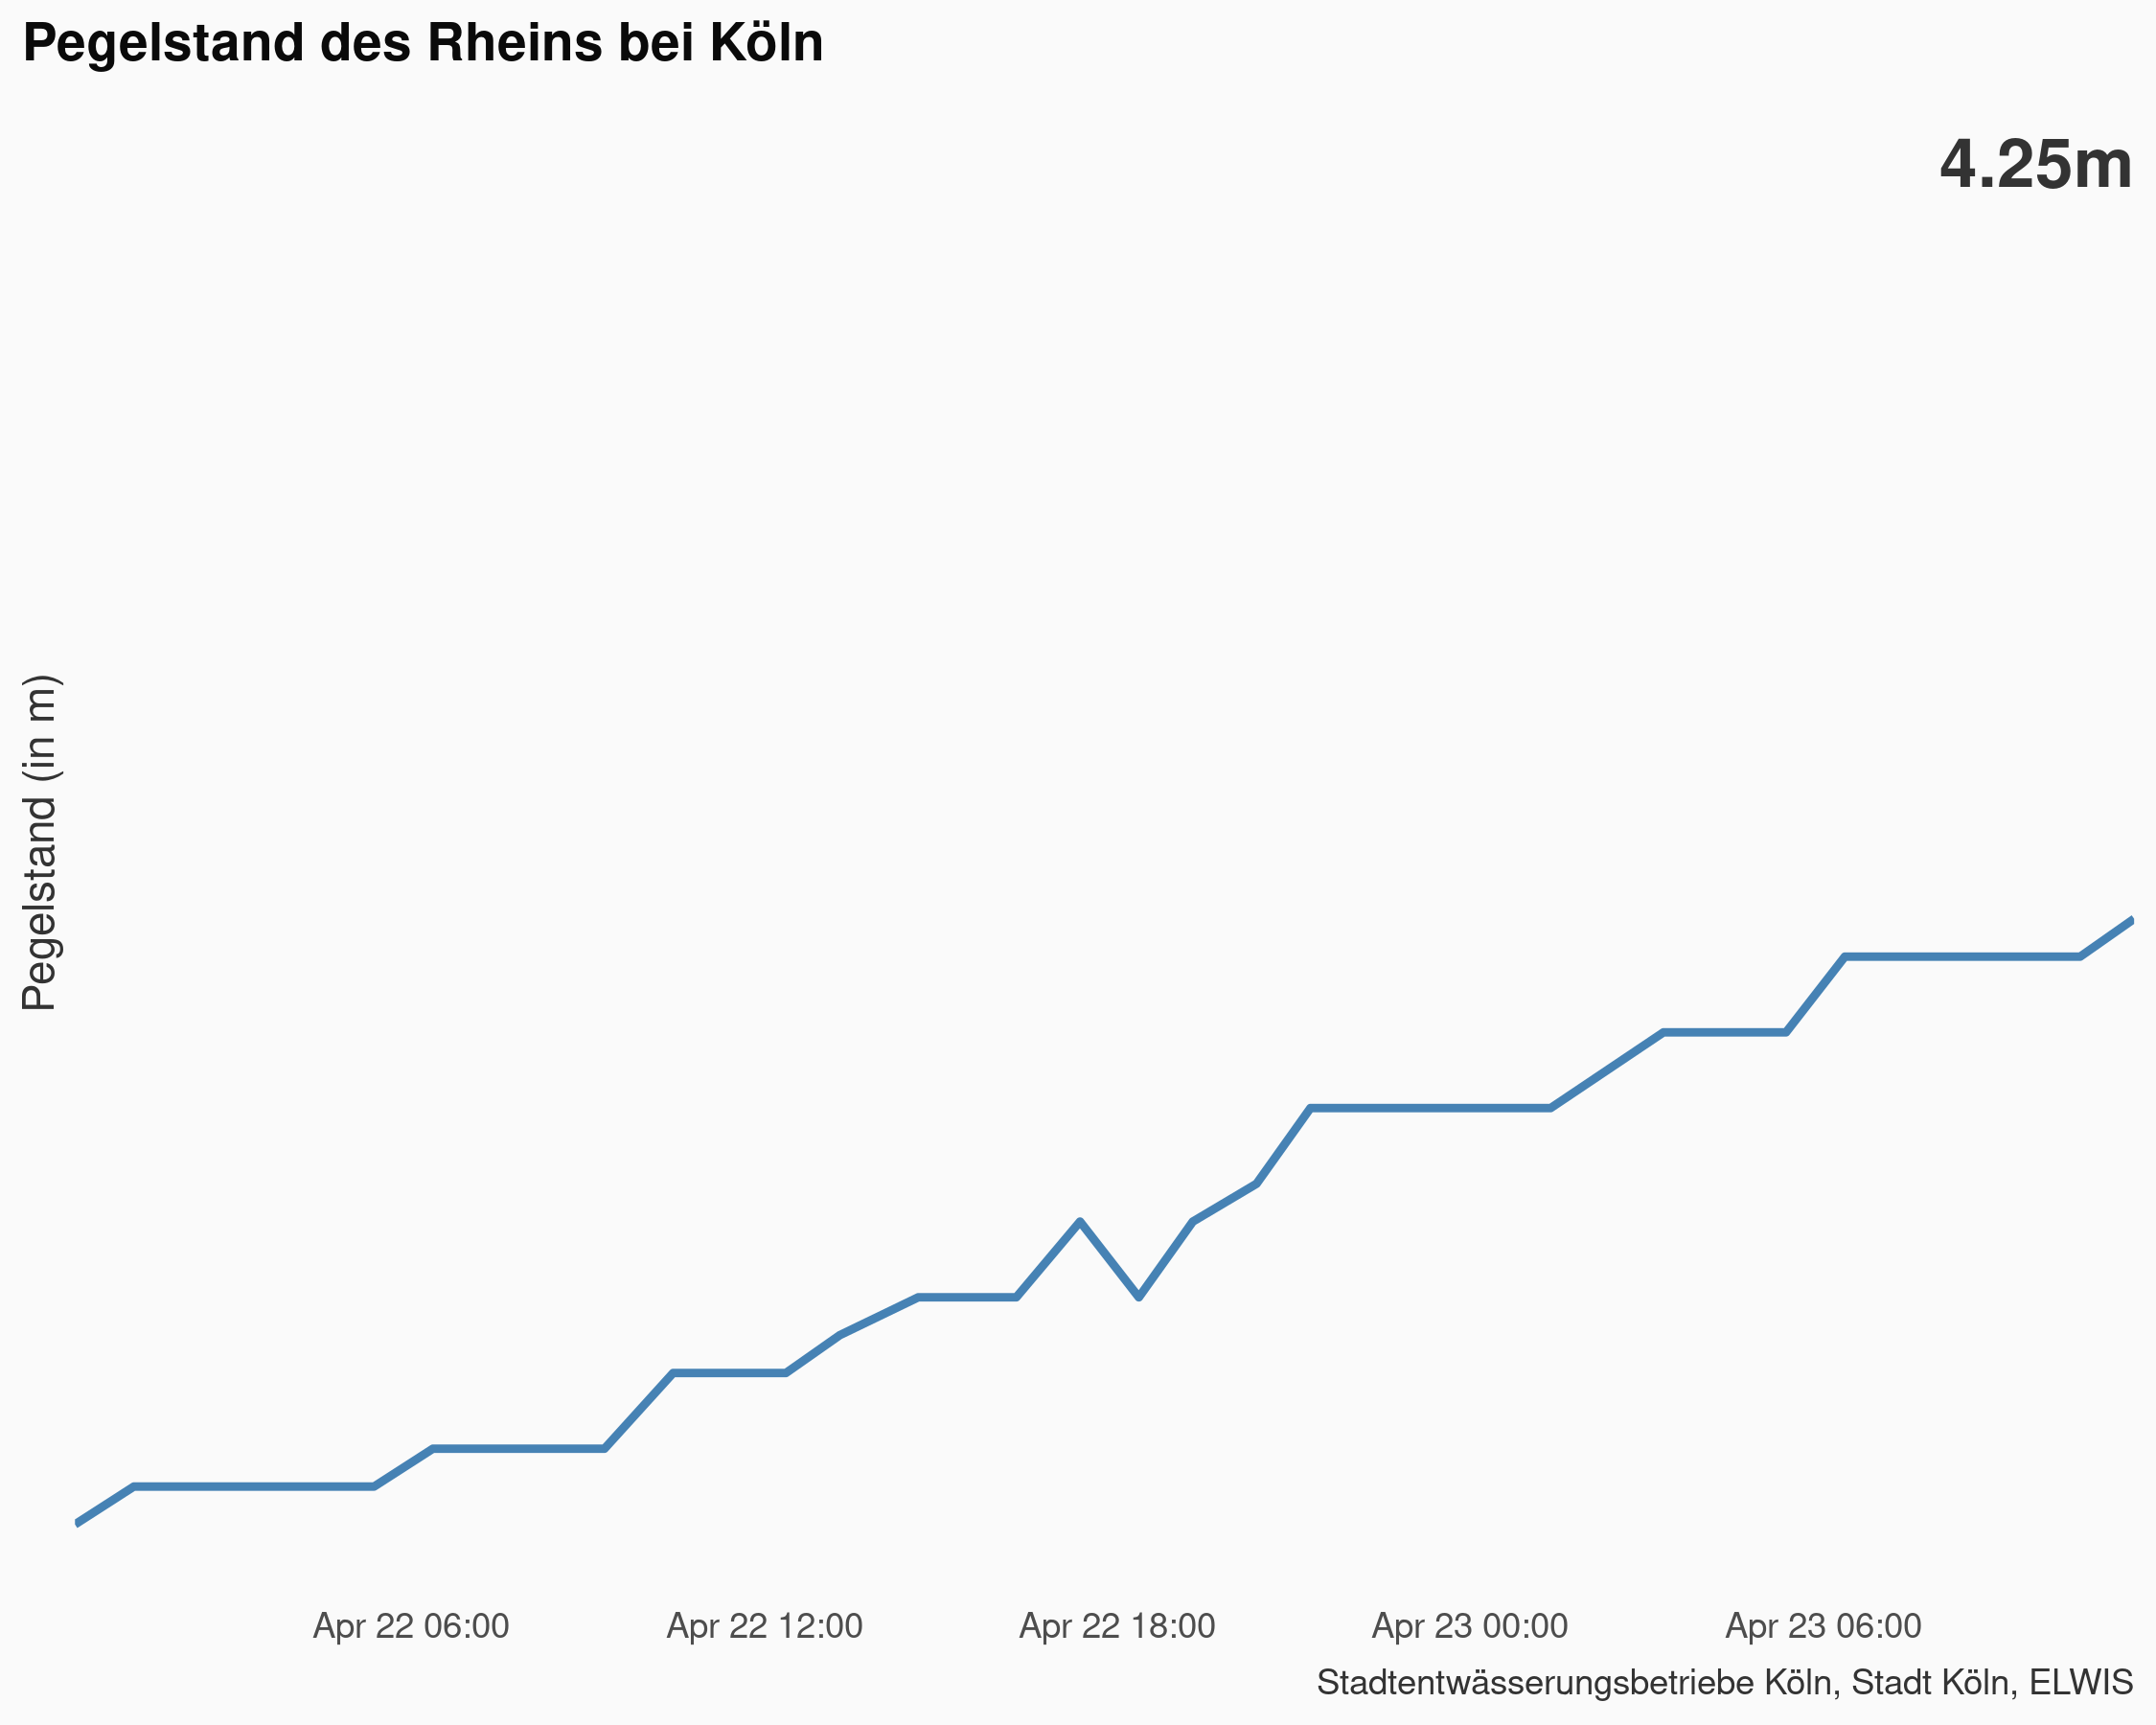 Pegelstand des Rheins bei Köln
4.25m
Pegelstand (in m)
Apr 22 06:00
Apr 22 12:00
Apr 22 18:00
Apr 23 00:00
Apr 23 06:00
Stadtentwässerungsbetriebe Köln, Stadt Köln, ELWIS